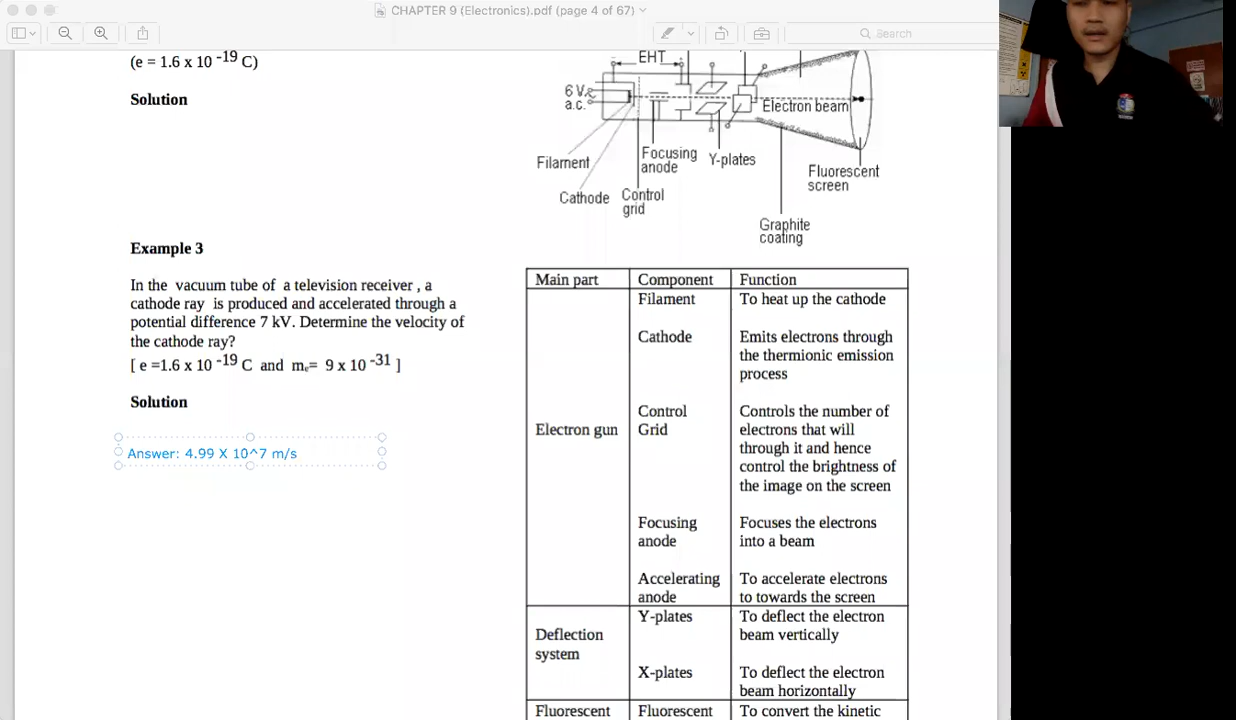 CHAPTER 9 (Electronics).pdf (page 4 of 67)
Search
(e = 1.6 x 10 -19 C)
Solution
Example 3
In the vacuum tube of a television receiver , a
cathode ray is produced and accelerated through a
potential difference 7 kV. Determine the velocity of
the cathode ray?
[ e =1.6 x 10 -19 C and me= 9 x 10 -31 ]
Solution
Answer: 4.99 X 10^7 m/s
EHT
6 V
a.c.
Electron beam
Filament
Focusing
anode
Y-plates
Fluorescent
screen
Cathode
Control
grid
Graphite
coating
Main part Component Function
Filament To heat up the cathode
Cathode Emits electrons through
the thermionic emission
process
Control Controls the number of
Electron gun Grid electrons that will
through it and hence
control the brightness of
the image on the screen
Focusing Focuses the electrons
anode into a beam
Accelerating To accelerate electrons
anode to towards the screen
Y-plates To deflect the electron
Deflection beam vertically
system
X-plates To deflect the electron
beam horizontally
Fluorescent Fluorescent To convert the kinetic